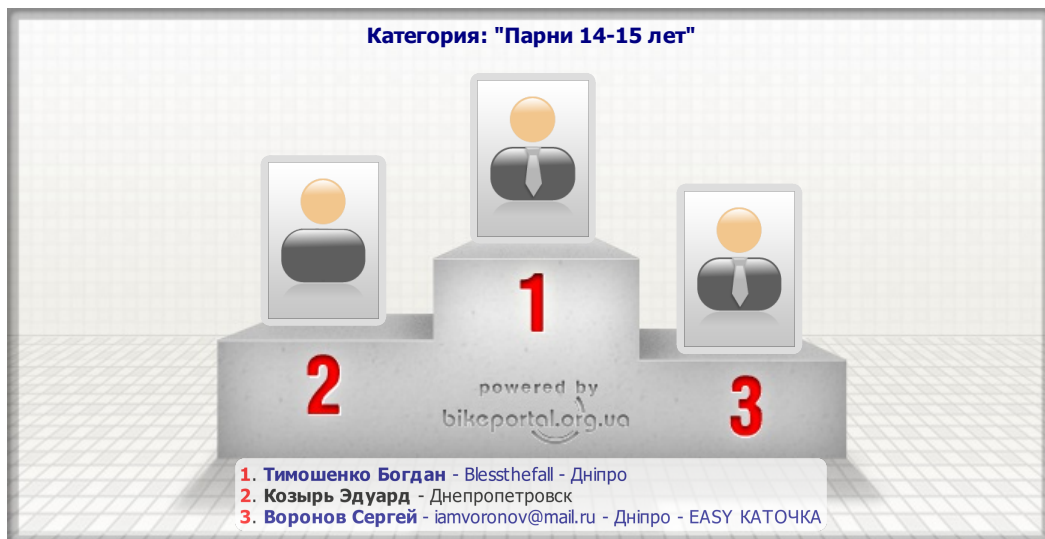 Категория: "Парни 14-15 лет"
1
2
3
powered by
bikeportal.org.ua
1. Тимошенко Богдан - Blessthefall - Дніпро
2. Козырь Эдуард - Днепропетровск
3. Воронов Сергей - iamvoronov@mail.ru - Дніпро - EASY КАТОЧКА